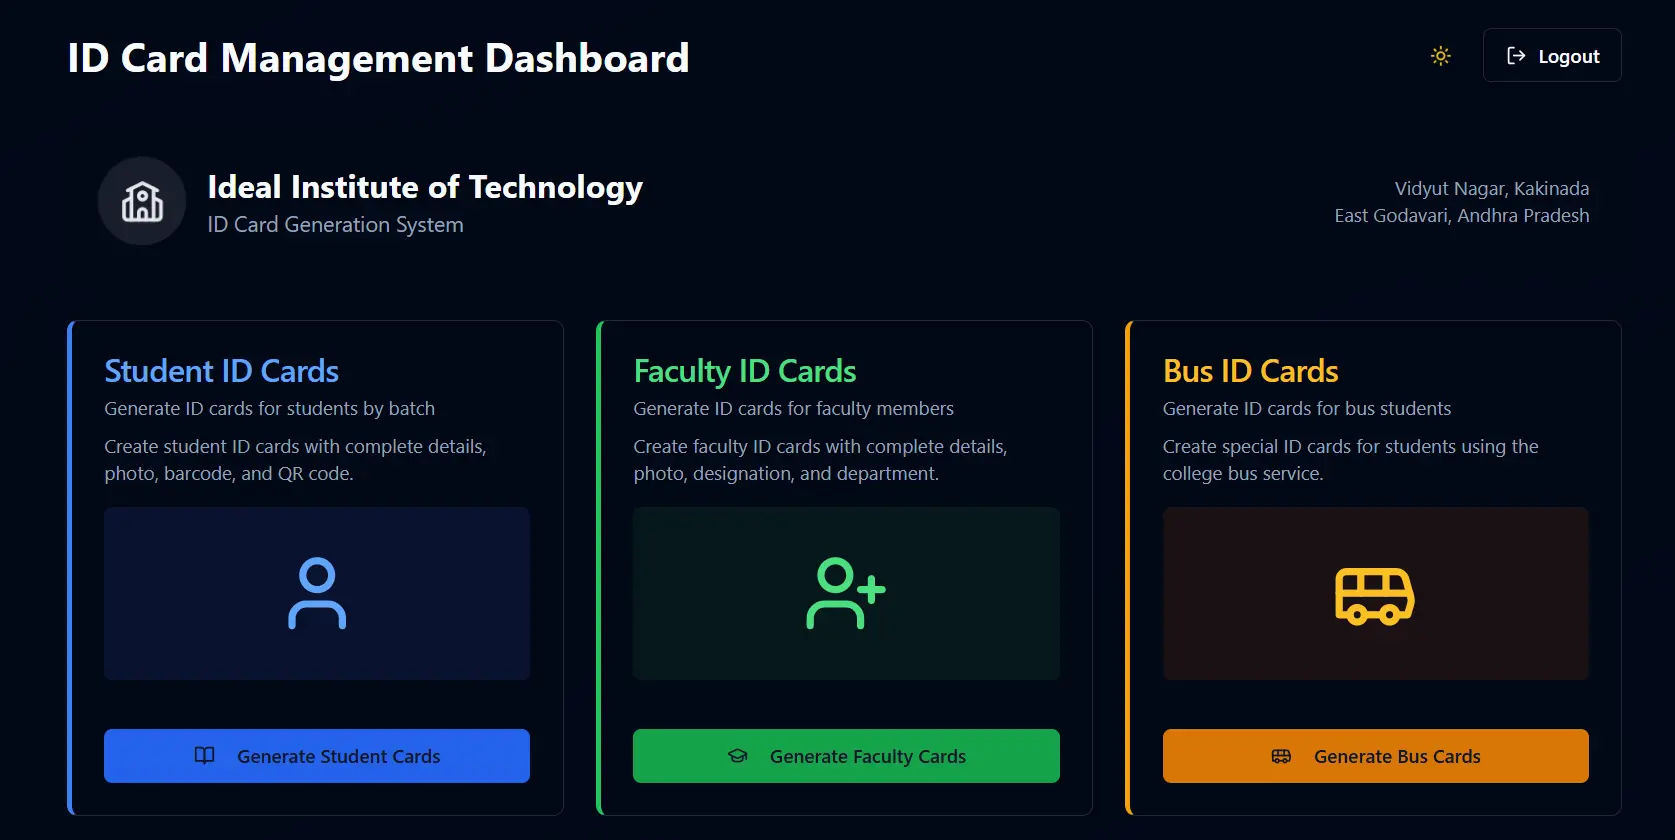 ID Card Management Dashboard
Logout
Ideal Institute of Technology
ID Card Generation System
Vidyut Nagar, Kakinada
East Godavari, Andhra Pradesh
Student ID Cards
Generate ID cards for students by batch
Create student ID cards with complete details,
photo, barcode, and QR code.
Generate Student Cards
Faculty ID Cards
Generate ID cards for faculty members
Create faculty ID cards with complete details,
photo, designation, and department.
Generate Faculty Cards
Bus ID Cards
Generate ID cards for bus students
Create special ID cards for students using the
college bus service.
Generate Bus Cards